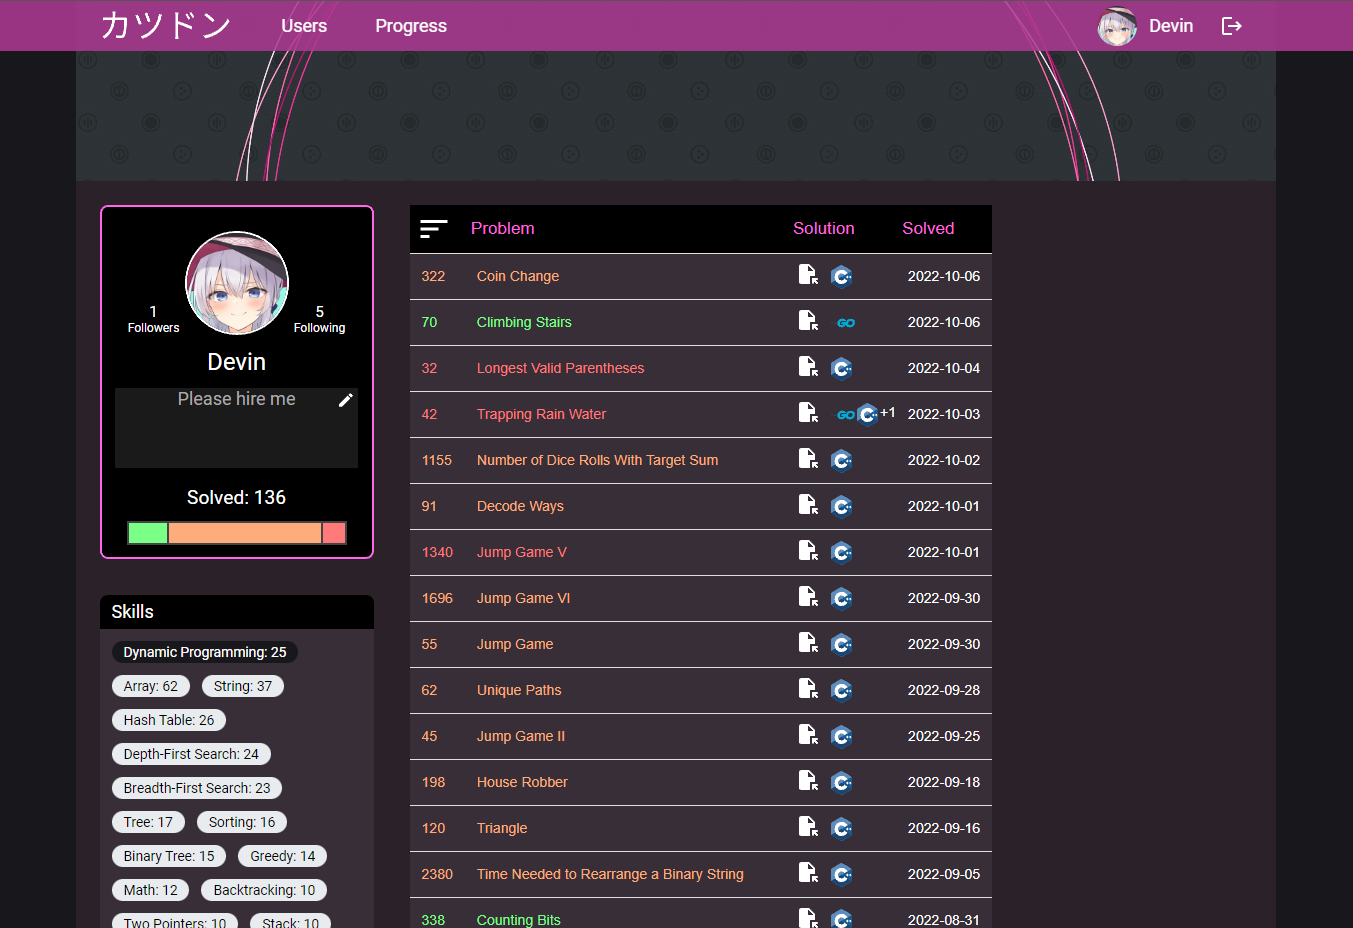 カツドン Users Progress Devin
1 Followers
5 Following
Devin
Please hire me
Solved: 136
Skills
Dynamic Programming: 25
Array: 62 String: 37
Hash Table: 26
Depth-First Search: 24
Breadth-First Search: 23
Tree: 17 Sorting: 16
Binary Tree: 15 Greedy: 14
Math: 12 Backtracking: 10
Two Pointers: 10 Stack: 10
Problem Solution Solved
322 Coin Change C++ 2022-10-06
70 Climbing Stairs GO 2022-10-06
32 Longest Valid Parentheses C++ 2022-10-04
42 Trapping Rain Water GO C++ +1 2022-10-03
1155 Number of Dice Rolls With Target Sum C++ 2022-10-02
91 Decode Ways C++ 2022-10-01
1340 Jump Game V C++ 2022-10-01
1696 Jump Game VI C++ 2022-09-30
55 Jump Game C++ 2022-09-30
62 Unique Paths C++ 2022-09-28
45 Jump Game II C++ 2022-09-25
198 House Robber C++ 2022-09-18
120 Triangle C++ 2022-09-16
2380 Time Needed to Rearrange a Binary String C++ 2022-09-05
338 Counting Bits C++ 2022-08-31